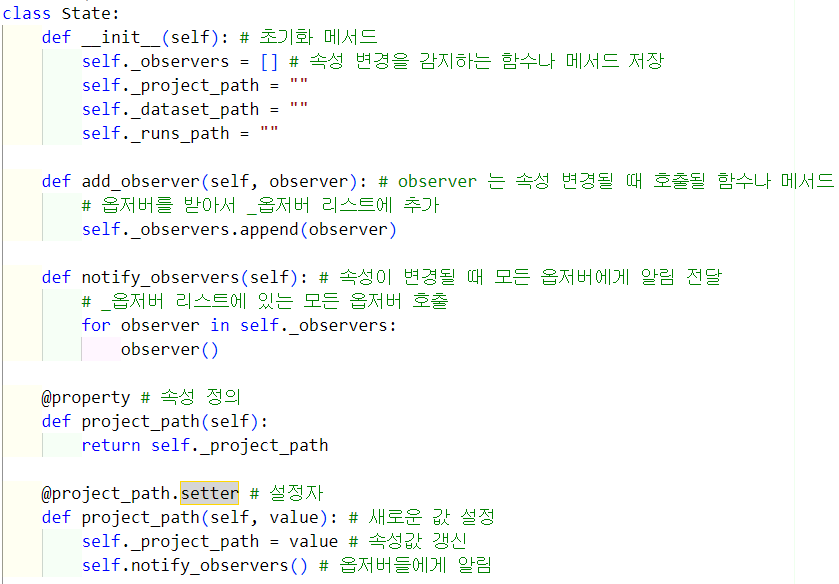 class State:
    def __init__(self): # 초기화 메서드
        self._observers = [] # 속성 변경을 감지하는 함수나 메서드 저장
        self._project_path = ""
        self._dataset_path = ""
        self._runs_path = ""
    def add_observer(self, observer): # observer 는 속성 변경될 때 호출될 함수나 메서드
        # 옵저버를 받아서 _옵저버 리스트에 추가
        self._observers.append(observer)
    def notify_observers(self): # 속성이 변경될 때 모든 옵저버에게 알림 전달
        # _옵저버 리스트에 있는 모든 옵저버 호출
        for observer in self._observers:
            observer()
    @property # 속성 정의
    def project_path(self):
        return self._project_path
    @project_path.setter # 설정자
    def project_path(self, value): # 새로운 값 설정
        self._project_path = value # 속성값 갱신
        self.notify_observers() # 옵저버들에게 알림